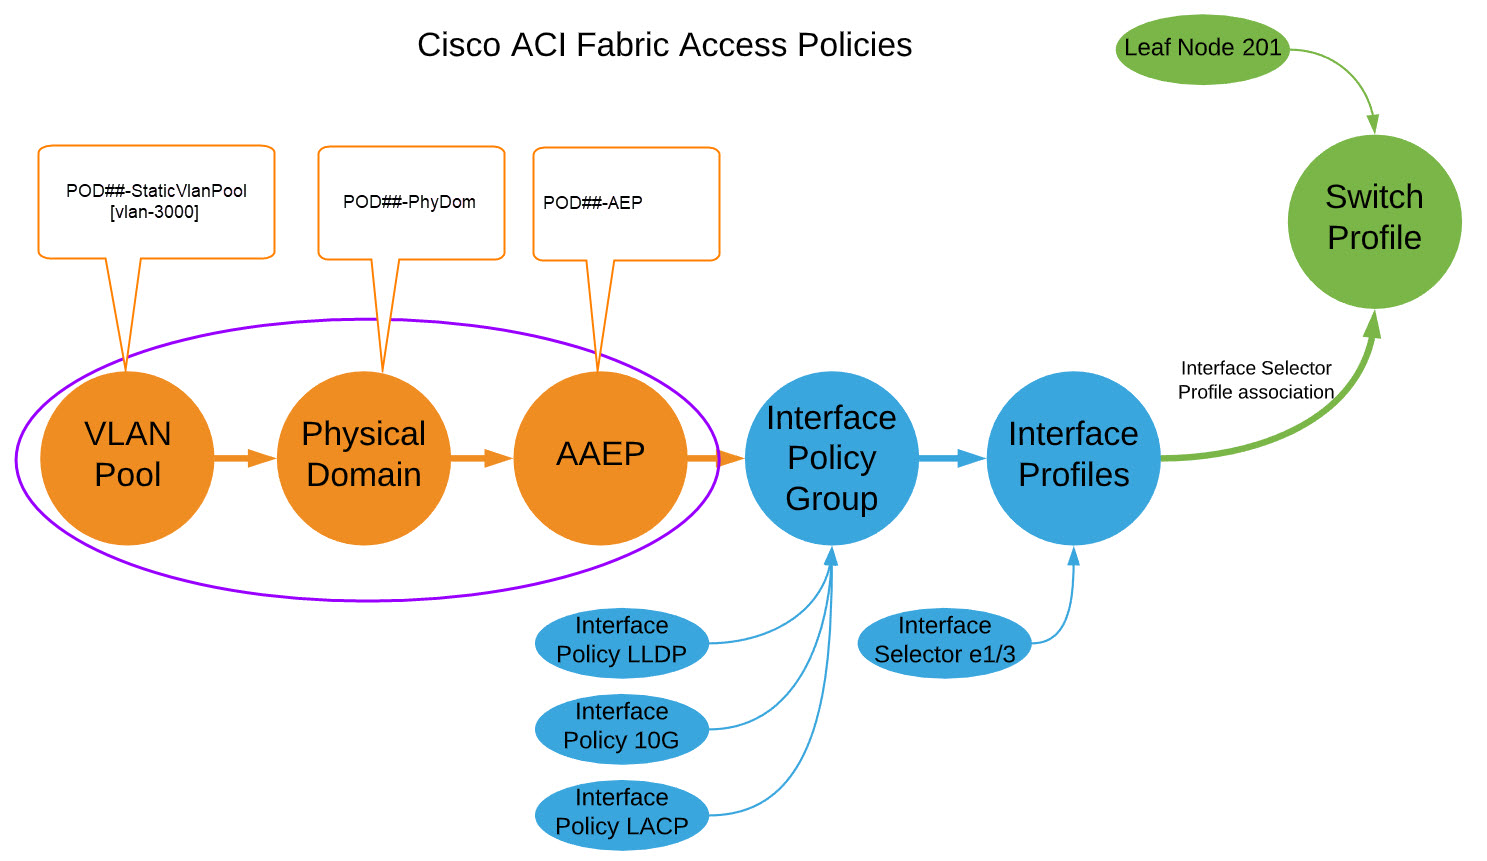 Cisco ACI Fabric Access Policies
Leaf Node 201
Switch
Profile
POD##-StaticVlanPool
[vlan-3000]
POD##-PhyDom
POD##-AEP
Interface Selector
Profile association
VLAN
Pool
Physical
Domain
AAEP
Interface
Policy
Group
Interface
Profiles
Interface
Policy LLDP
Interface
Selector e1/3
Interface
Policy 10G
Interface
Policy LACP